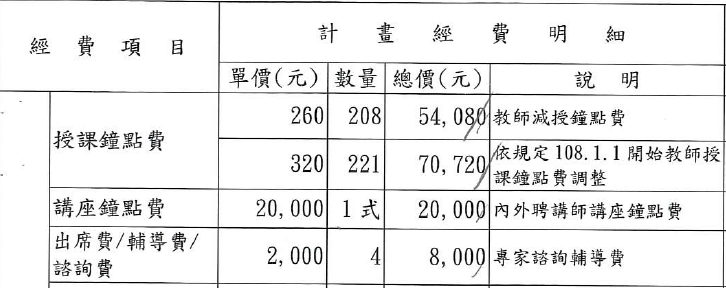 計畫經費明細
經費項目
單價(元) 數量 總價(元) 說明
260 208 54,080 教師減授鐘點費
授課鐘點費
320 221 70,720 依規定108.1.1開始教師授
課鐘點費調整
講座鐘點費 20,000 1式 20,000 內外聘講師講座鐘點費
出席費/輔導費/
諮詢費 2,000 4 8,000 專家諮詢輔導費